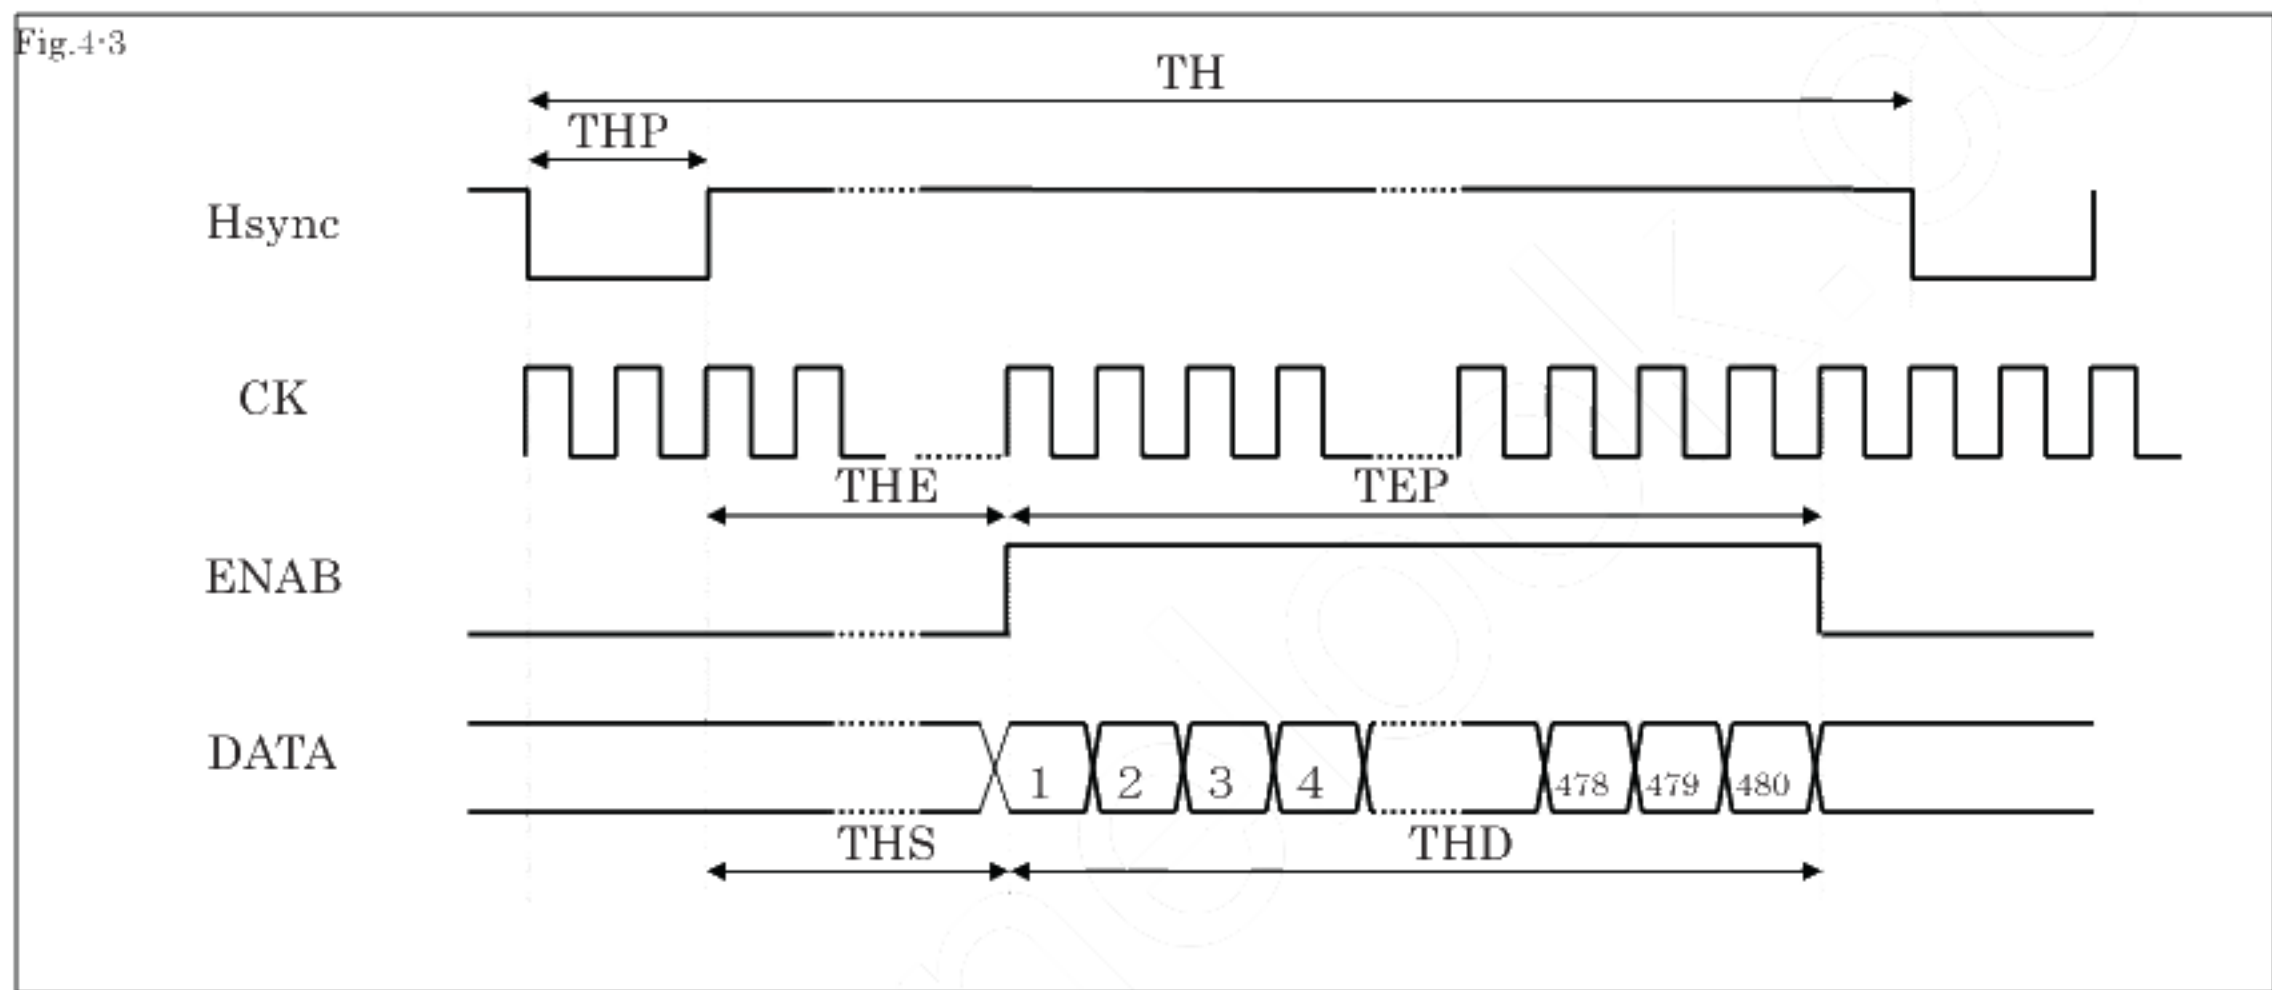 Fig.4-3
TH
THP
Hsync
CK
THE TEP
ENAB
DATA 1 2 3 4 478 479 480
THS THD